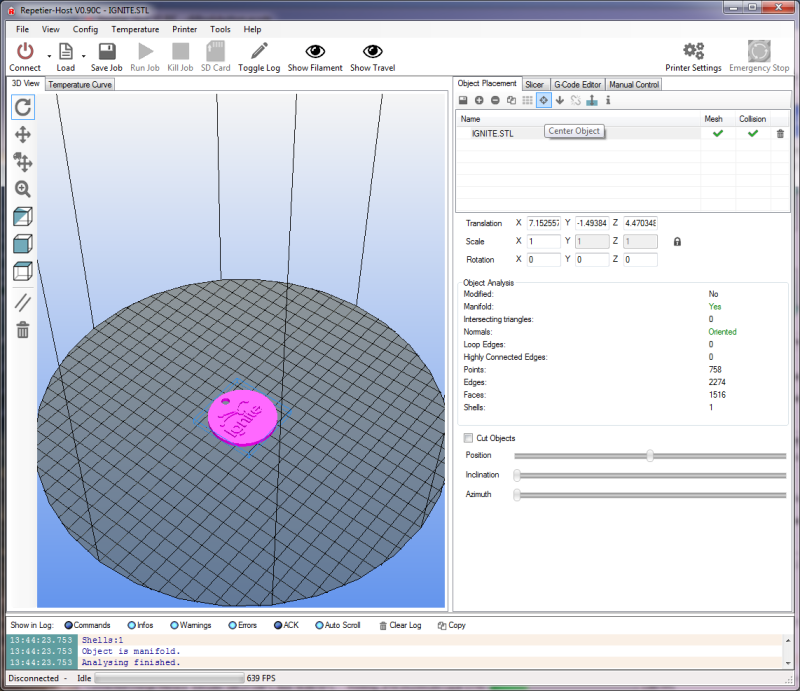 Repetier-Host V0.90C - IGNITE.STL
File View Config Temperature Printer Tools Help
Connect Load Save Job Run Job Kill Job SD Card Toggle Log Show Filament Show Travel Printer Settings Emergency Stop
3D View Temperature Curve
Object Placement Slicer G-Code Editor Manual Control
Name Mesh Collision
IGNITE.STL
Center Object
Translation X 7.152557 Y -1.49384 Z 4.470348
Scale X 1 Y 1 Z 1
Rotation X 0 Y 0 Z 0
Object Analysis
Modified: No
Manifold: Yes
Intersecting triangles: 0
Normals: Oriented
Loop Edges: 0
Highly Connected Edges: 0
Points: 758
Edges: 2274
Faces: 1516
Shells: 1
Ignite
Cut Objects
Position
Inclination
Azimuth
Show in Log: Commands Infos Warnings Errors ACK Auto Scroll Clear Log Copy
13:44:23.753 Shells:1
13:44:23.753 Object is manifold.
13:44:23.753 Analysing finished.
Disconnected - Idle 639 FPS